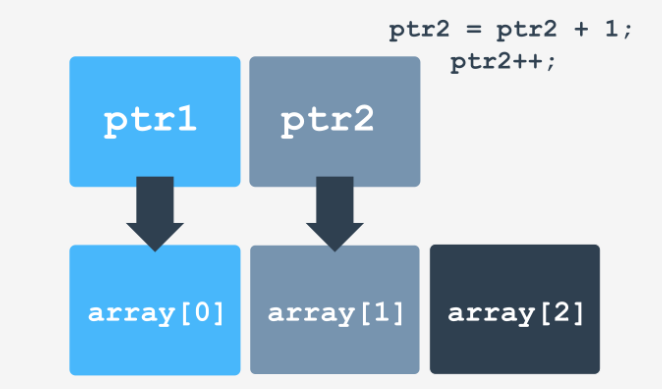 ptr2 = ptr2 + 1;
ptr2++;
ptr1 ptr2
array[0] array[1] array[2]